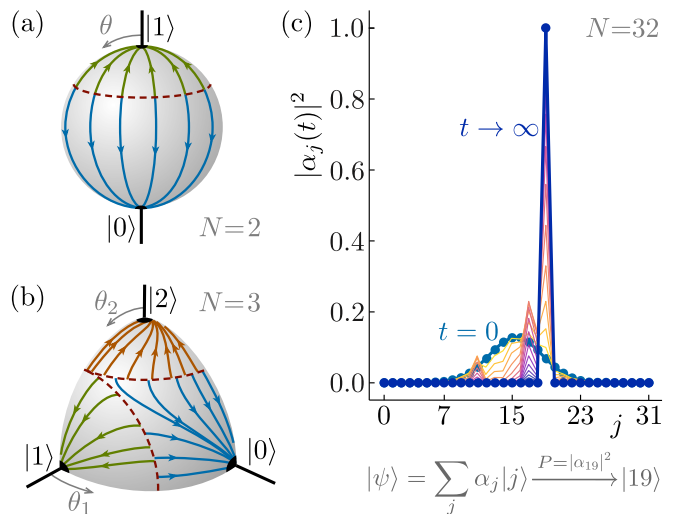 (a)
θ
|1⟩
|0⟩
N=2
(b)
θ₂
|2⟩
N=3
|1⟩
|0⟩
θ₁
(c)
N=32
|αⱼ(t)|²
1.0
0.8
0.6
0.4
0.2
0.0
t → ∞
t = 0
0 7 15 23 31
j
|ψ⟩ = ∑ⱼ αⱼ|j⟩ —P=|α₁₉|²→ |19⟩